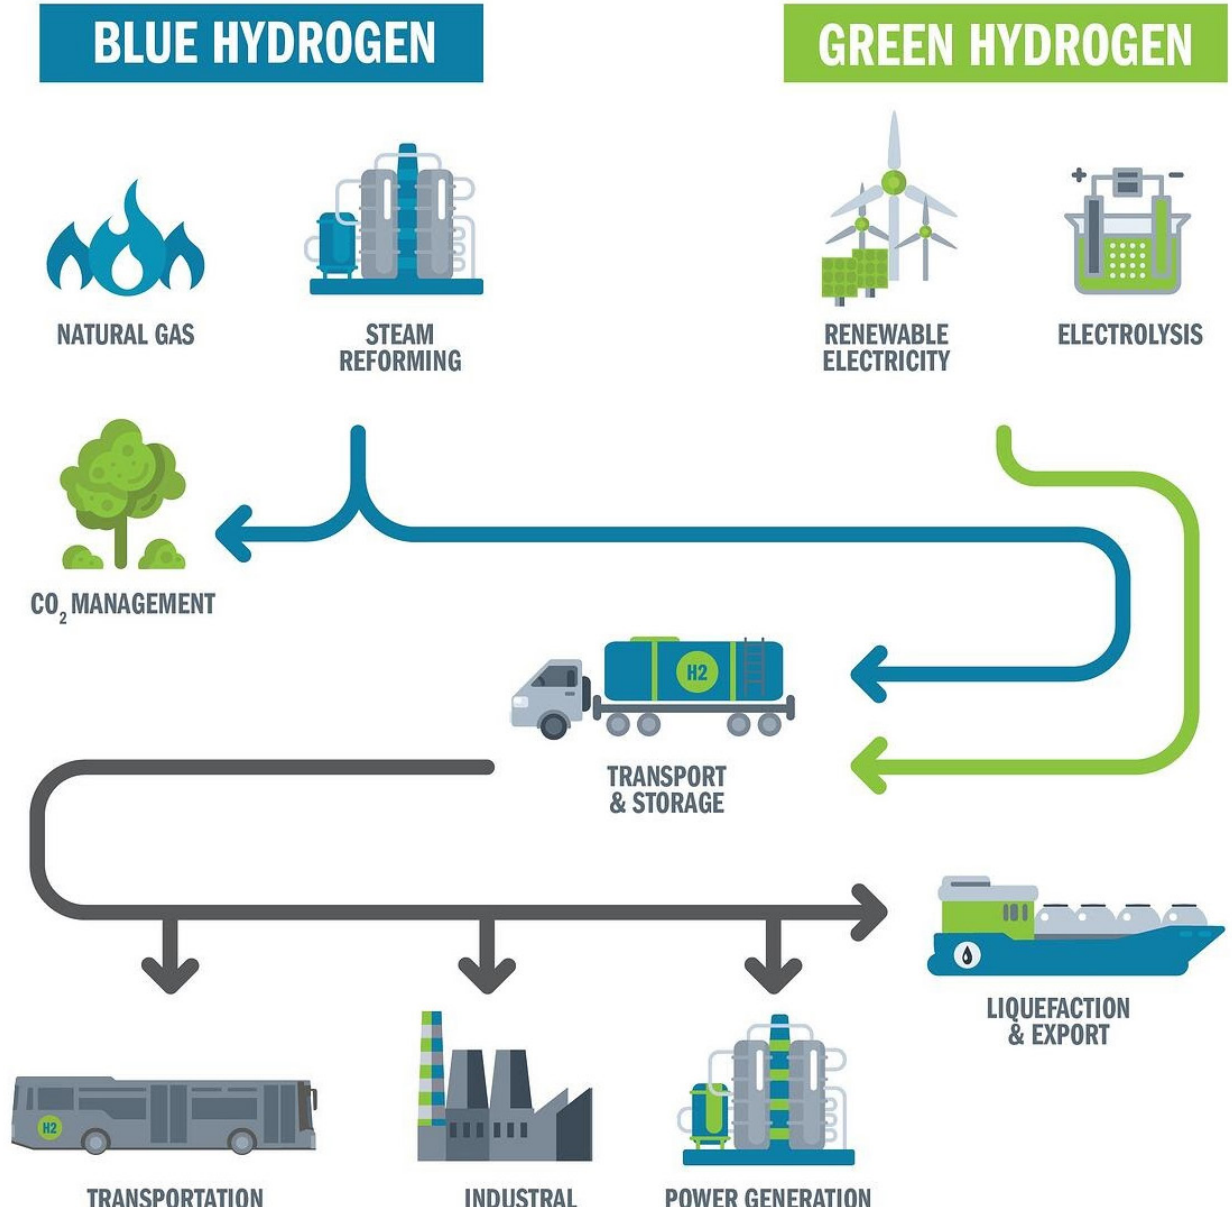 BLUE HYDROGEN
GREEN HYDROGEN
NATURAL GAS
STEAM
REFORMING
RENEWABLE
ELECTRICITY
+
−
ELECTROLYSIS
CO₂ MANAGEMENT
H2
TRANSPORT
& STORAGE
LIQUEFACTION
& EXPORT
H2
TRANSPORTATION
INDUSTRAL
POWER GENERATION